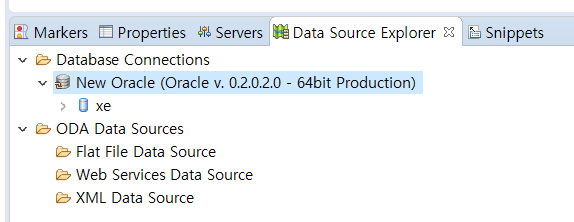 Markers Properties Servers Data Source Explorer Snippets
Database Connections
New Oracle (Oracle v. 0.2.0.2.0 - 64bit Production)
xe
ODA Data Sources
Flat File Data Source
Web Services Data Source
XML Data Source